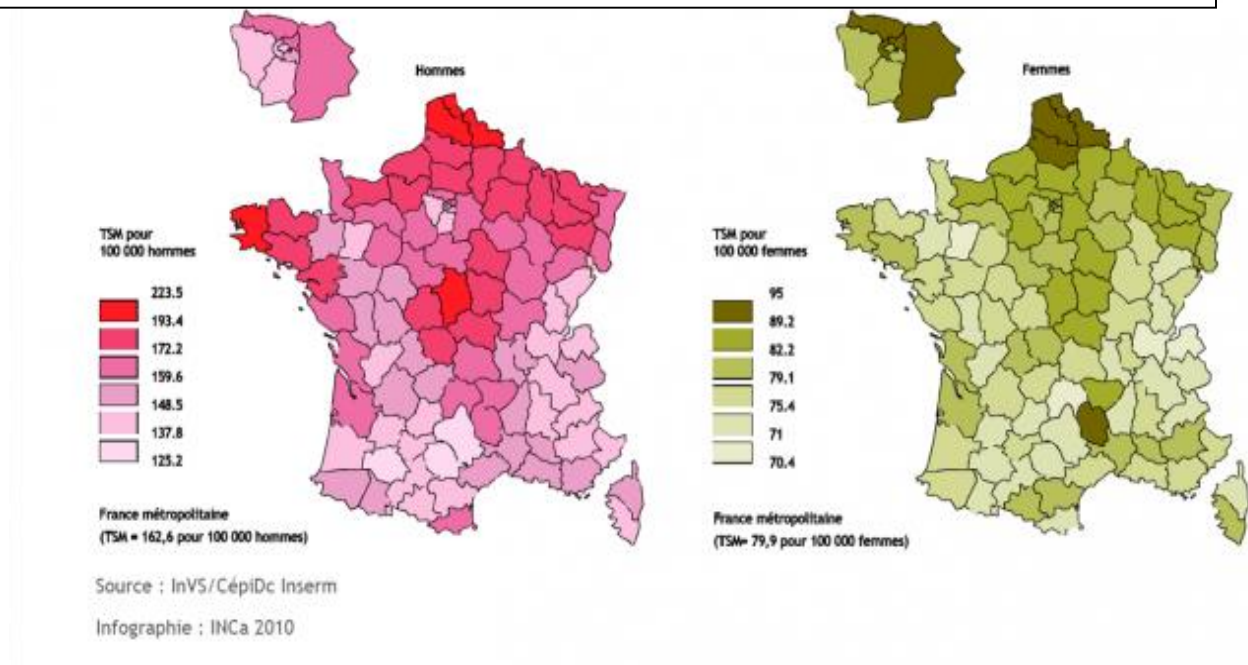 Hommes
TSM pour
100 000 hommes
223.5
193.4
172.2
159.6
148.5
137.8
125.2
France métropolitaine
(TSM = 162,6 pour 100 000 hommes)
Femmes
TSM pour
100 000 femmes
95
89.2
82.2
79.1
75.4
71
70.4
France métropolitaine
(TSM= 79,9 pour 100 000 femmes)
Source : InVS/CépiDc Inserm
Infographie : INCa 2010